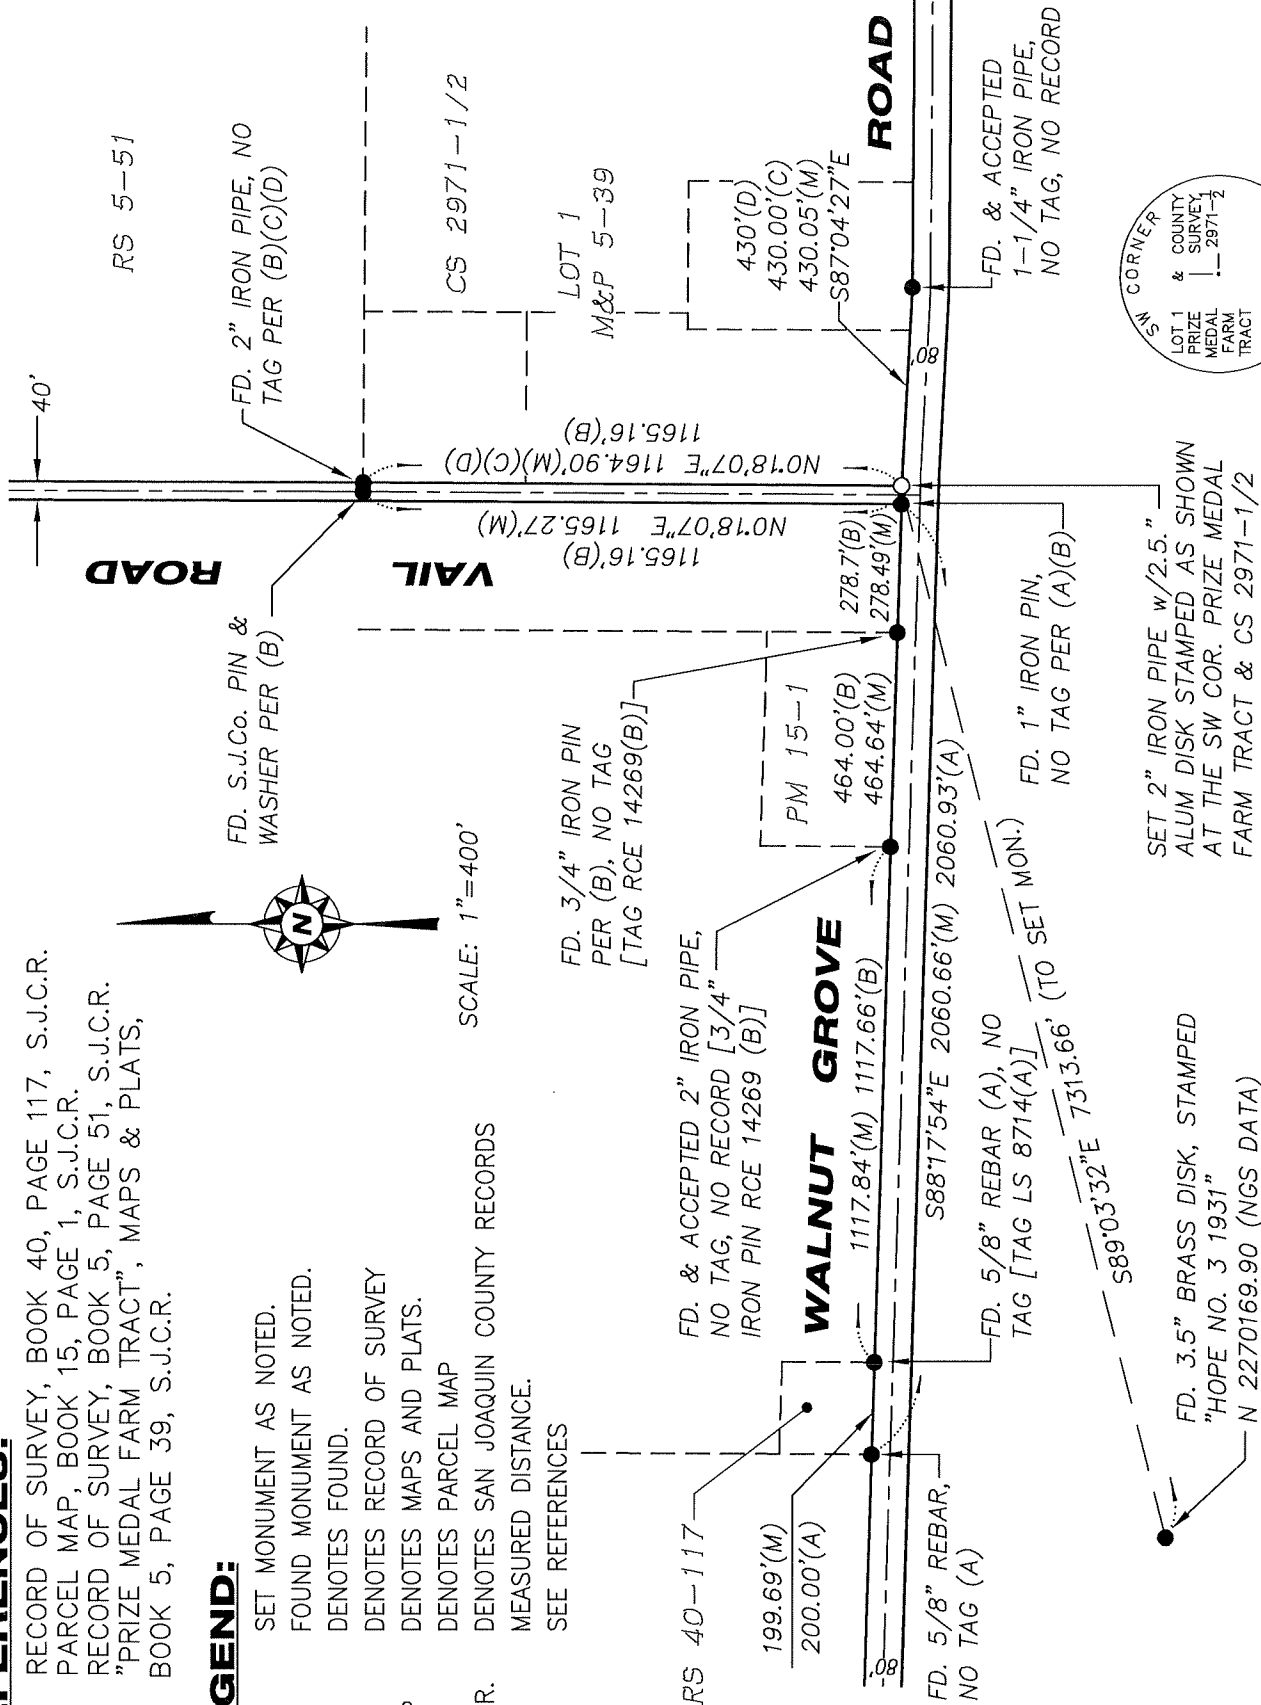 RECORD OF SURVEY, BOOK 40, PAGE 117, S.J.C.R.
PARCEL MAP, BOOK 15, PAGE 1, S.J.C.R.
RECORD OF SURVEY, BOOK 5, PAGE 51, S.J.C.R.
"PRIZE MEDAL FARM TRACT", MAPS & PLATS,
BOOK 5, PAGE 39, S.J.C.R.
GEND:
SET MONUMENT AS NOTED.
FOUND MONUMENT AS NOTED.
DENOTES FOUND.
DENOTES RECORD OF SURVEY
DENOTES MAPS AND PLATS.
DENOTES PARCEL MAP
R. DENOTES SAN JOAQUIN COUNTY RECORDS
MEASURED DISTANCE.
SEE REFERENCES
N
SCALE: 1"=400'
40'
RS 5-51
FD. 2" IRON PIPE, NO
TAG PER (B)(C)(D)
FD. S.J.Co. PIN &
WASHER PER (B)
ROAD
VAIL
CS 2971-1/2
LOT 1
M&P 5-39
1165.16'(B)
N0°18'07"E 1165.27'(M)
N0°18'07"E 1164.90'(M)(C)(D)
1165.16'(B)
FD. 3/4" IRON PIN
PER (B), NO TAG
[TAG RCE 14269(B)]
PM 15-1
464.00'(B)
464.64'(M)
278.7'(B)
278.49'(M)
430'(D)
430.00'(C)
430.05'(M)
S87°04'27"E
ROAD
80'
FD. & ACCEPTED 2" IRON PIPE,
NO TAG, NO RECORD [3/4"
IRON PIN RCE 14269 (B)]
WALNUT GROVE
1117.84'(M) 1117.66'(B)
S88°17'54"E 2060.66'(M) 2060.93'(A)
RS 40-117
199.69'(M)
200.00'(A)
80'
FD. 5/8" REBAR,
NO TAG (A)
FD. 5/8" REBAR (A), NO
TAG [TAG LS 8714(A)]
S89°03'32"E 7313.66' (TO SET MON.)
FD. 1" IRON PIN,
NO TAG PER (A)(B)
FD. & ACCEPTED
1-1/4" IRON PIPE,
NO TAG, NO RECORD
FD. 3.5" BRASS DISK, STAMPED
"HOPE NO. 3 1931"
N 2270169.90 (NGS DATA)
SET 2" IRON PIPE w/2.5."
ALUM DISK STAMPED AS SHOWN
AT THE SW COR. PRIZE MEDAL
FARM TRACT & CS 2971-1/2
SW CORNER
LOT 1 & COUNTY
PRIZE SURVEY
MEDAL 2971-1/2
FARM
TRACT